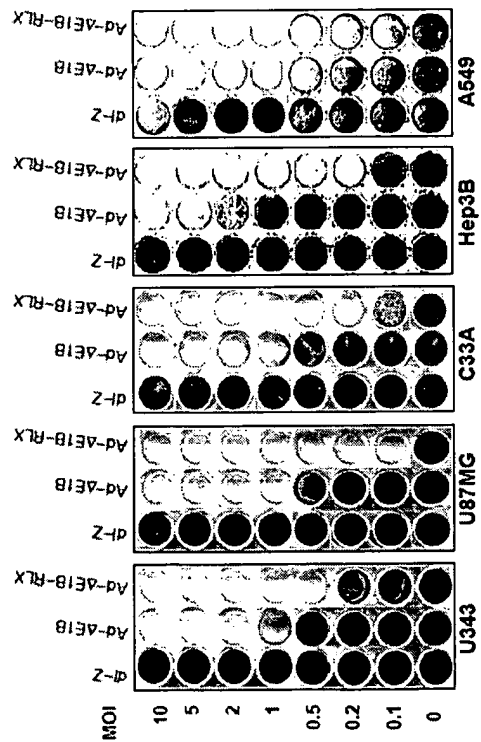 MOI
10
5
2
1
0.5
0.2
0.1
0
dl-Z
Ad-ΔE1B
Ad-ΔE1B-RLX
U343
dl-Z
Ad-ΔE1B
Ad-ΔE1B-RLX
U87MG
dl-Z
Ad-ΔE1B
Ad-ΔE1B-RLX
C33A
dl-Z
Ad-ΔE1B
Ad-ΔE1B-RLX
Hep3B
dl-Z
Ad-ΔE1B
Ad-ΔE1B-RLX
A549